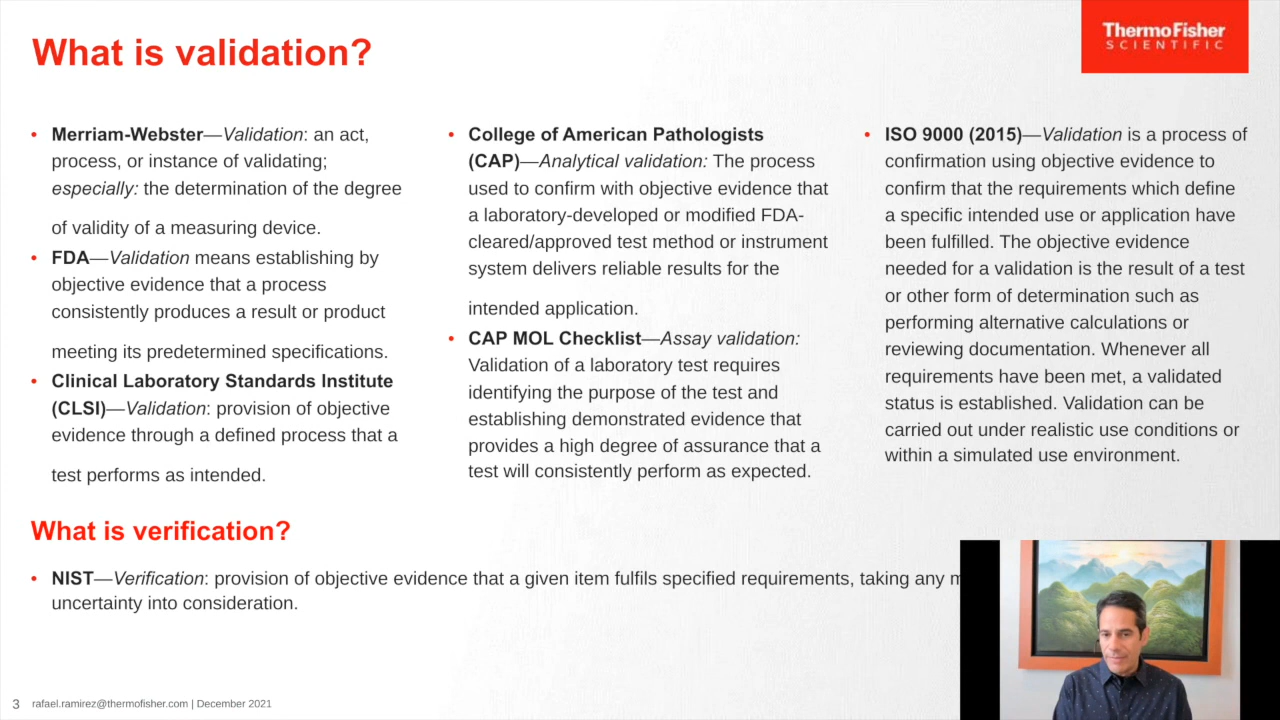 What is validation?
ThermoFisher
SCIENTIFIC
• Merriam-Webster—Validation: an act,
process, or instance of validating;
especially: the determination of the degree
of validity of a measuring device.
• FDA—Validation means establishing by
objective evidence that a process
consistently produces a result or product
meeting its predetermined specifications.
• Clinical Laboratory Standards Institute
(CLSI)—Validation: provision of objective
evidence through a defined process that a
test performs as intended.
• College of American Pathologists
(CAP)—Analytical validation: The process
used to confirm with objective evidence that
a laboratory-developed or modified FDA-
cleared/approved test method or instrument
system delivers reliable results for the
intended application.
• CAP MOL Checklist—Assay validation:
Validation of a laboratory test requires
identifying the purpose of the test and
establishing demonstrated evidence that
provides a high degree of assurance that a
test will consistently perform as expected.
• ISO 9000 (2015)—Validation is a process of
confirmation using objective evidence to
confirm that the requirements which define
a specific intended use or application have
been fulfilled. The objective evidence
needed for a validation is the result of a test
or other form of determination such as
performing alternative calculations or
reviewing documentation. Whenever all
requirements have been met, a validated
status is established. Validation can be
carried out under realistic use conditions or
within a simulated use environment.
What is verification?
• NIST—Verification: provision of objective evidence that a given item fulfils specified requirements, taking any
uncertainty into consideration.
3 rafael.ramirez@thermofisher.com | December 2021